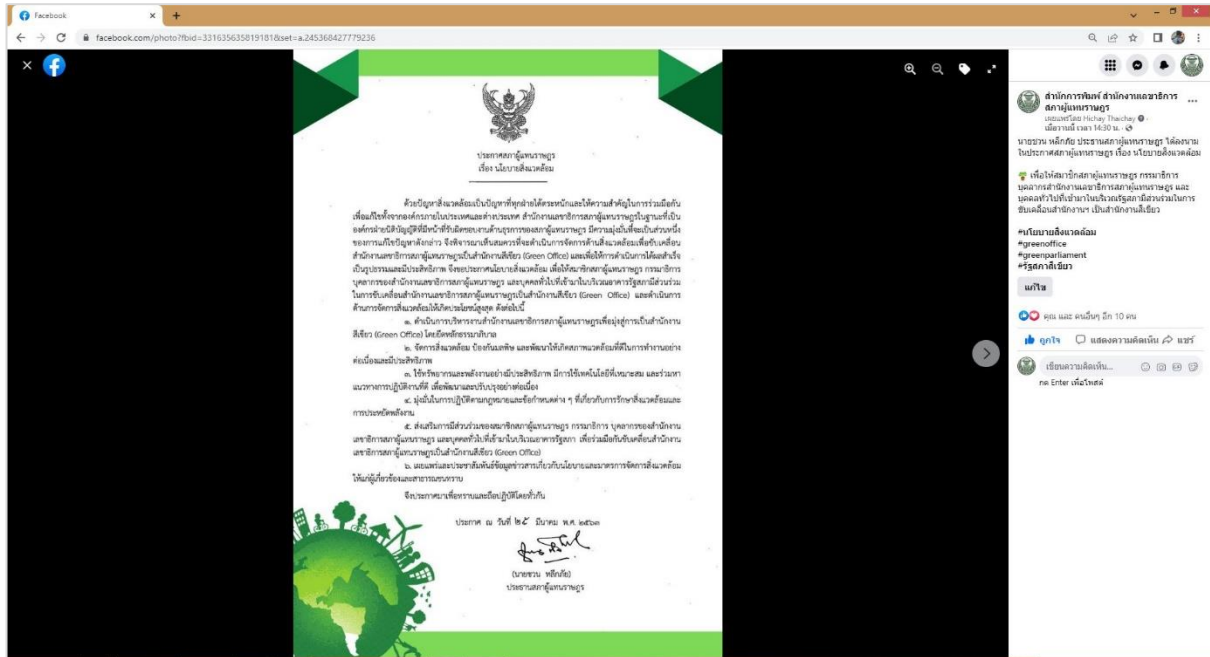 Facebook
facebook.com/photo?fbid=331635635819181&set=a.245368427779236
ประกาศสภาผู้แทนราษฎร
เรื่อง นโยบายสิ่งแวดล้อม
ด้วยปัญหาสิ่งแวดล้อมเป็นปัญหาที่ทุกฝ่ายได้ตระหนักและให้ความสำคัญในการร่วมมือกัน
เพื่อแก้ไขทั้งจากองค์กรภายในประเทศและต่างประเทศ สำนักงานเลขาธิการสภาผู้แทนราษฎรในฐานะที่เป็น
องค์กรฝ่ายนิติบัญญัติที่มีหน้าที่รับผิดชอบงานด้านธุรการของสภาผู้แทนราษฎร มีความมุ่งมั่นที่จะเป็นส่วนหนึ่ง
ของการแก้ไขปัญหาดังกล่าว จึงพิจารณาเห็นสมควรที่จะดำเนินการจัดการด้านสิ่งแวดล้อมเพื่อขับเคลื่อน
สำนักงานเลขาธิการสภาผู้แทนราษฎรเป็นสำนักงานสีเขียว (Green Office) และเพื่อให้การดำเนินการได้ผลสำเร็จ
เป็นรูปธรรมและมีประสิทธิภาพ จึงขอประกาศนโยบายสิ่งแวดล้อม เพื่อให้สมาชิกสภาผู้แทนราษฎร กรรมาธิการ
บุคลากรของสำนักงานเลขาธิการสภาผู้แทนราษฎร และบุคคลทั่วไปที่เข้ามาในบริเวณอาคารรัฐสภามีส่วนร่วม
ในการขับเคลื่อนสำนักงานเลขาธิการสภาผู้แทนราษฎรเป็นสำนักงานสีเขียว (Green Office) และดำเนินการ
ด้านการจัดการสิ่งแวดล้อมให้เกิดประโยชน์สูงสุด ดังต่อไปนี้
๑. ดำเนินการบริหารงานสำนักงานเลขาธิการสภาผู้แทนราษฎรเพื่อมุ่งสู่การเป็นสำนักงาน
สีเขียว (Green Office) โดยยึดหลักธรรมาภิบาล
๒. จัดการสิ่งแวดล้อม ป้องกันมลพิษ และพัฒนาให้เกิดสภาพแวดล้อมที่ดีในการทำงานอย่าง
ต่อเนื่องและมีประสิทธิภาพ
๓. ใช้ทรัพยากรและพลังงานอย่างมีประสิทธิภาพ มีการใช้เทคโนโลยีที่เหมาะสม และร่วมหา
แนวทางการปฏิบัติงานที่ดี เพื่อพัฒนาและปรับปรุงอย่างต่อเนื่อง
๔. มุ่งมั่นในการปฏิบัติตามกฎหมายและข้อกำหนดต่าง ๆ ที่เกี่ยวกับการรักษาสิ่งแวดล้อมและ
การประหยัดพลังงาน
๕. ส่งเสริมการมีส่วนร่วมของสมาชิกสภาผู้แทนราษฎร กรรมาธิการ บุคลากรของสำนักงาน
เลขาธิการสภาผู้แทนราษฎร และบุคคลทั่วไปที่เข้ามาในบริเวณอาคารรัฐสภา เพื่อร่วมมือกันขับเคลื่อนสำนักงาน
เลขาธิการสภาผู้แทนราษฎรเป็นสำนักงานสีเขียว (Green Office)
๖. เผยแพร่และประชาสัมพันธ์ข้อมูลข่าวสารเกี่ยวกับนโยบายและมาตรการจัดการสิ่งแวดล้อม
ให้แก่ผู้เกี่ยวข้องและสาธารณชนทราบ
จึงประกาศมาเพื่อทราบและถือปฏิบัติโดยทั่วกัน
ประกาศ ณ วันที่ ๒๕ มีนาคม พ.ศ. ๒๕๖๓
(นายชวน หลีกภัย)
ประธานสภาผู้แทนราษฎร
สำนักการพิมพ์ สำนักงานเลขาธิการ
สภาผู้แทนราษฎร
เผยแพร่โดย Hichay Thaichay
เมื่อวานนี้ เวลา 14:30 น.
นายชวน หลีกภัย ประธานสภาผู้แทนราษฎร ได้ลงนาม
ในประกาศสภาผู้แทนราษฎร เรื่อง นโยบายสิ่งแวดล้อม
เพื่อให้สมาชิกสภาผู้แทนราษฎร กรรมาธิการ
บุคลากรสำนักงานเลขาธิการสภาผู้แทนราษฎร และ
บุคคลทั่วไปที่เข้ามาในบริเวณรัฐสภามีส่วนร่วมในการ
ขับเคลื่อนสำนักงานฯ เป็นสำนักงานสีเขียว
#นโยบายสิ่งแวดล้อม
#greenoffice
#greenparliament
#รัฐสภาสีเขียว
แก้ไข
คุณ และ คนอื่นๆ อีก 10 คน
ถูกใจ แสดงความคิดเห็น แชร์
เขียนความคิดเห็น...
กด Enter เพื่อโพสต์